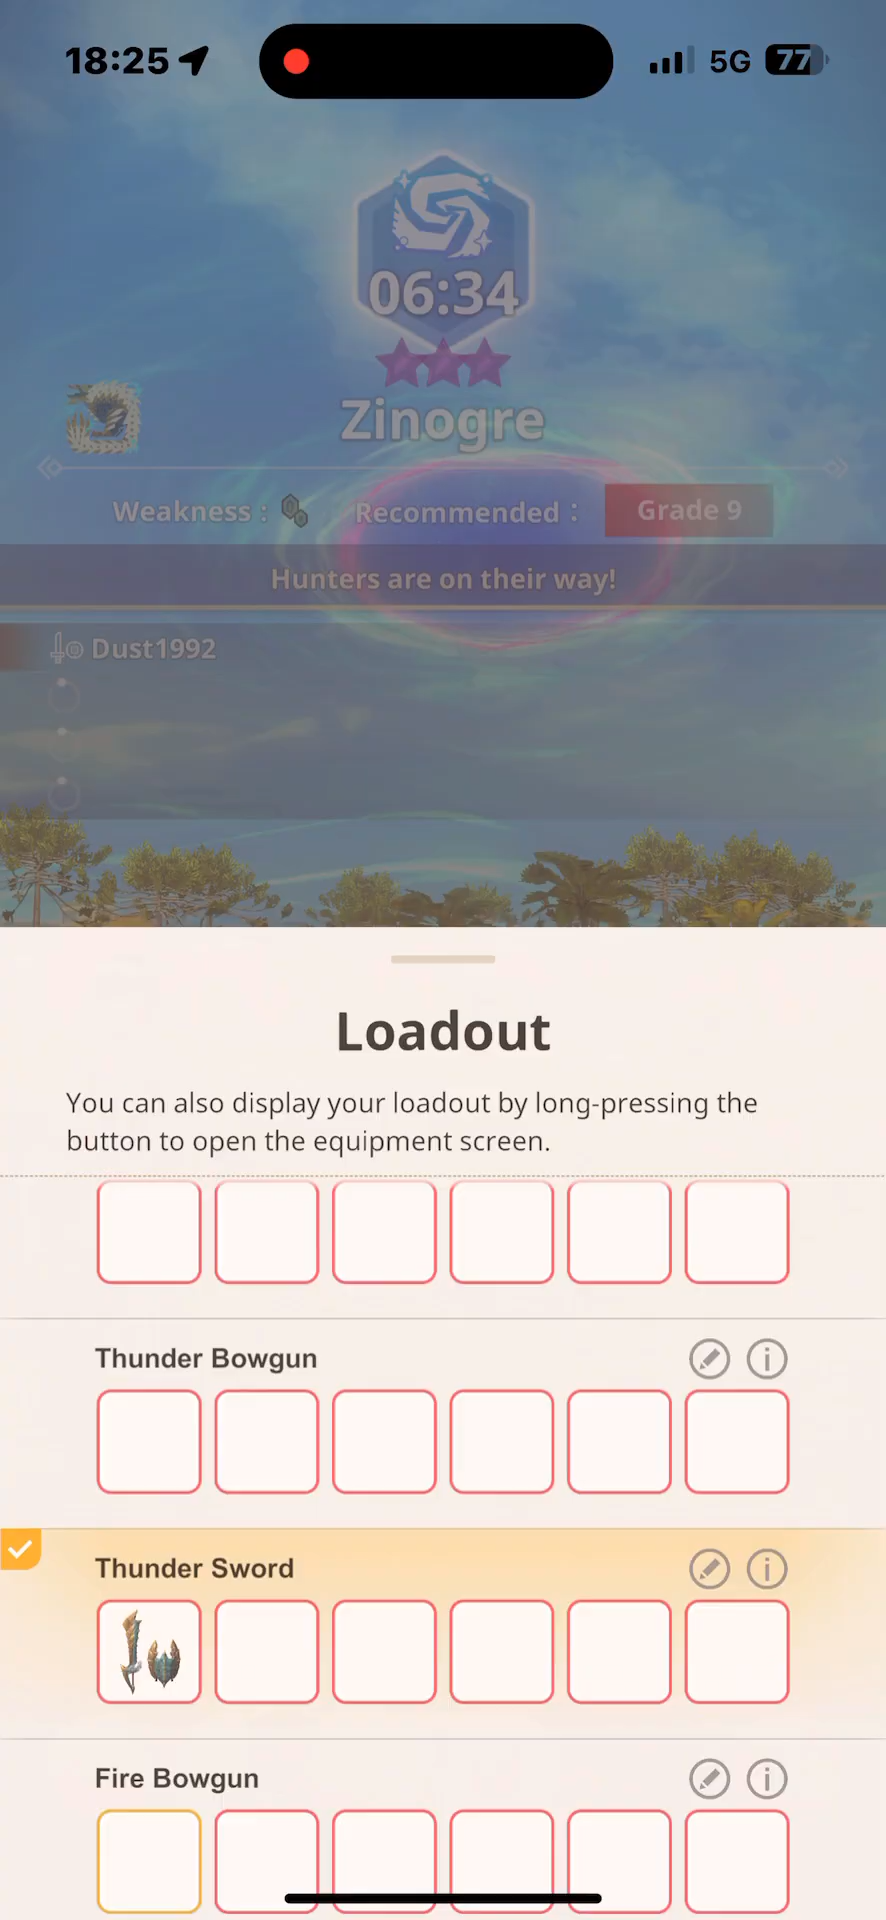 18:25
5G
77
06:34
Zinogre
Weakness :
Recommended :
Grade 9
Hunters are on their way!
Dust1992
Loadout
You can also display your loadout by long-pressing the
button to open the equipment screen.
Thunder Bowgun
Thunder Sword
Fire Bowgun